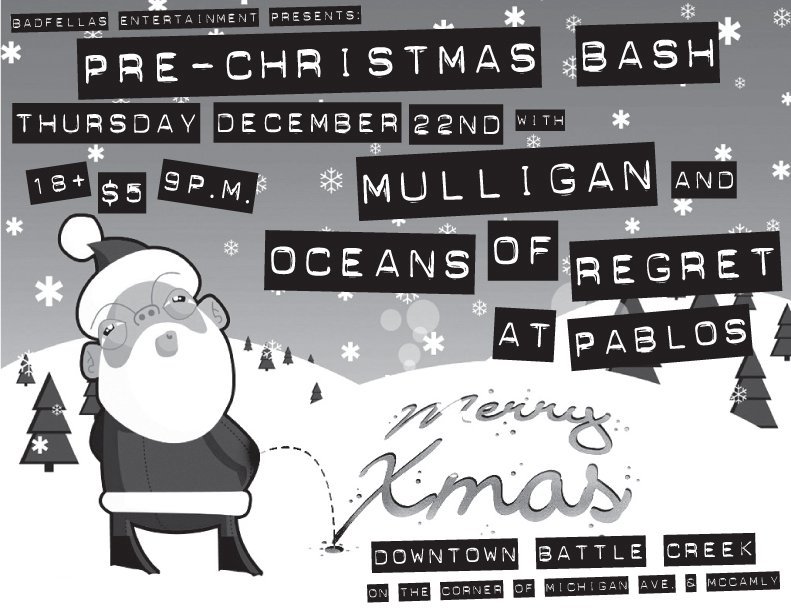 BADFELLAS ENTERTAINMENT PRESENTS:
PRE-CHRISTMAS BASH
THURSDAY DECEMBER 22ND WITH
18+ $5 9P.M.
MULLIGAN AND
OCEANS OF REGRET
AT PABLOS
Merry
Xmas
DOWNTOWN BATTLE CREEK
ON THE CORNER OF MICHIGAN AVE. & MCCAMLY